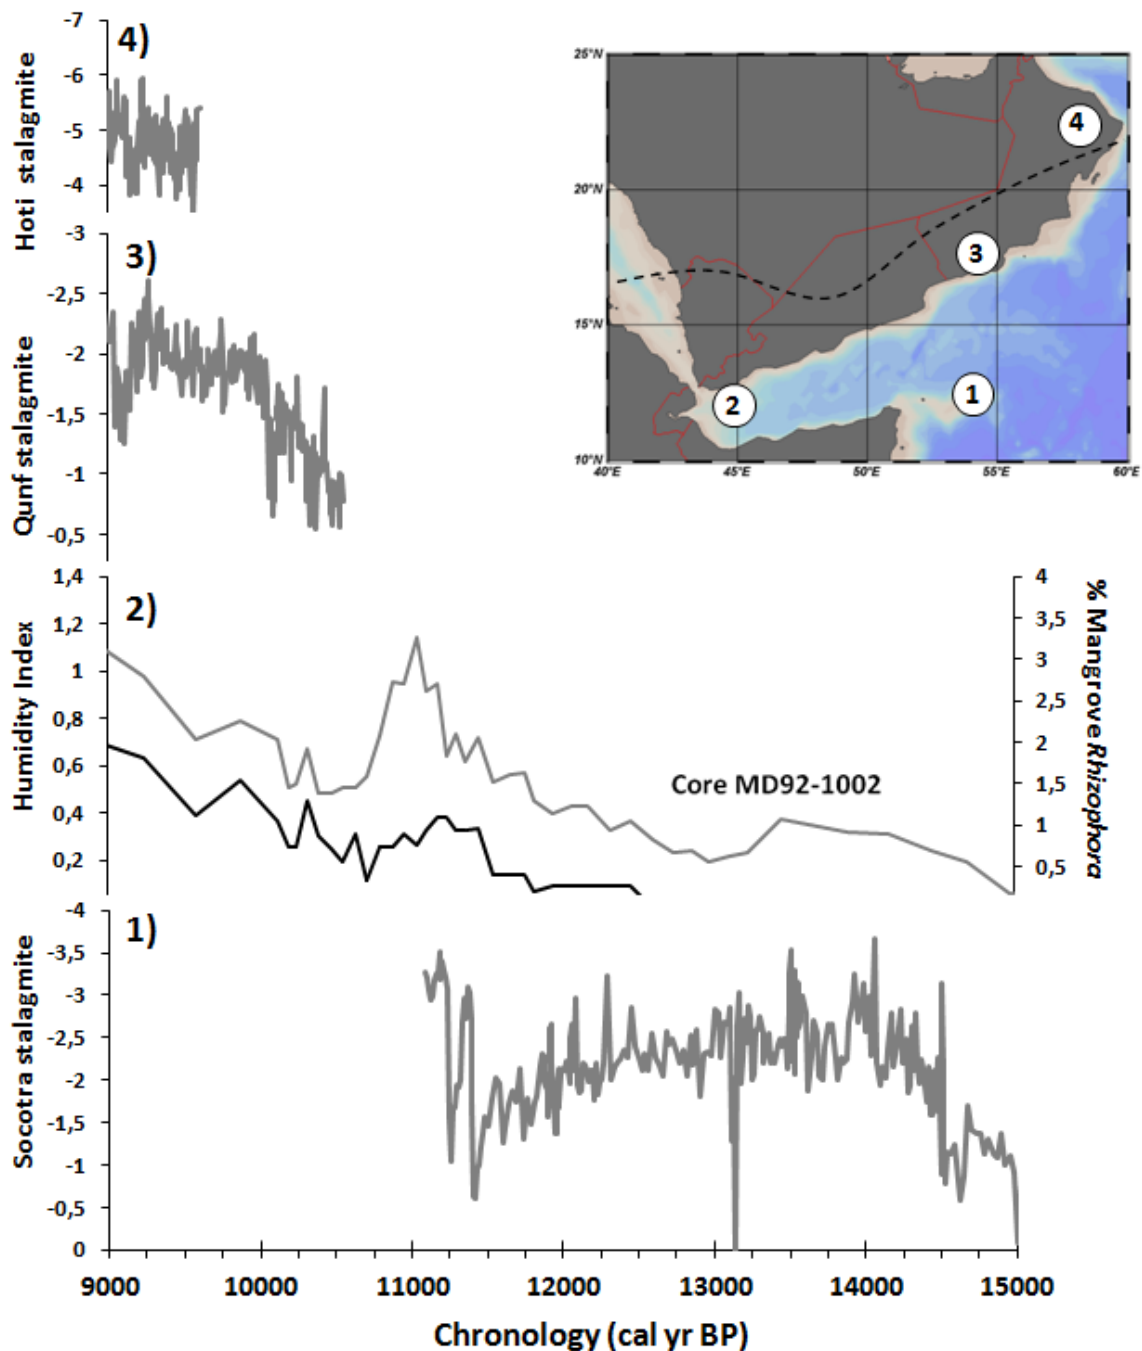 4)
Hoti stalagmite
-7
-6
-5
-4
25°N
20°N
15°N
10°N
40°E
45°E
50°E
55°E
60°E
4
3
2
1
3)
Qunf stalagmite
-3
-2,5
-2
-1,5
-1
-0,5
2)
Humidity Index
1,4
1,2
1
0,8
0,6
0,4
0,2
Core MD92-1002
4
3,5
3
2,5
2
1,5
1
0,5
% Mangrove Rhizophora
1)
Socotra stalagmite
-4
-3,5
-3
-2,5
-2
-1,5
-1
-0,5
0
9000 10000 11000 12000 13000 14000 15000
Chronology (cal yr BP)